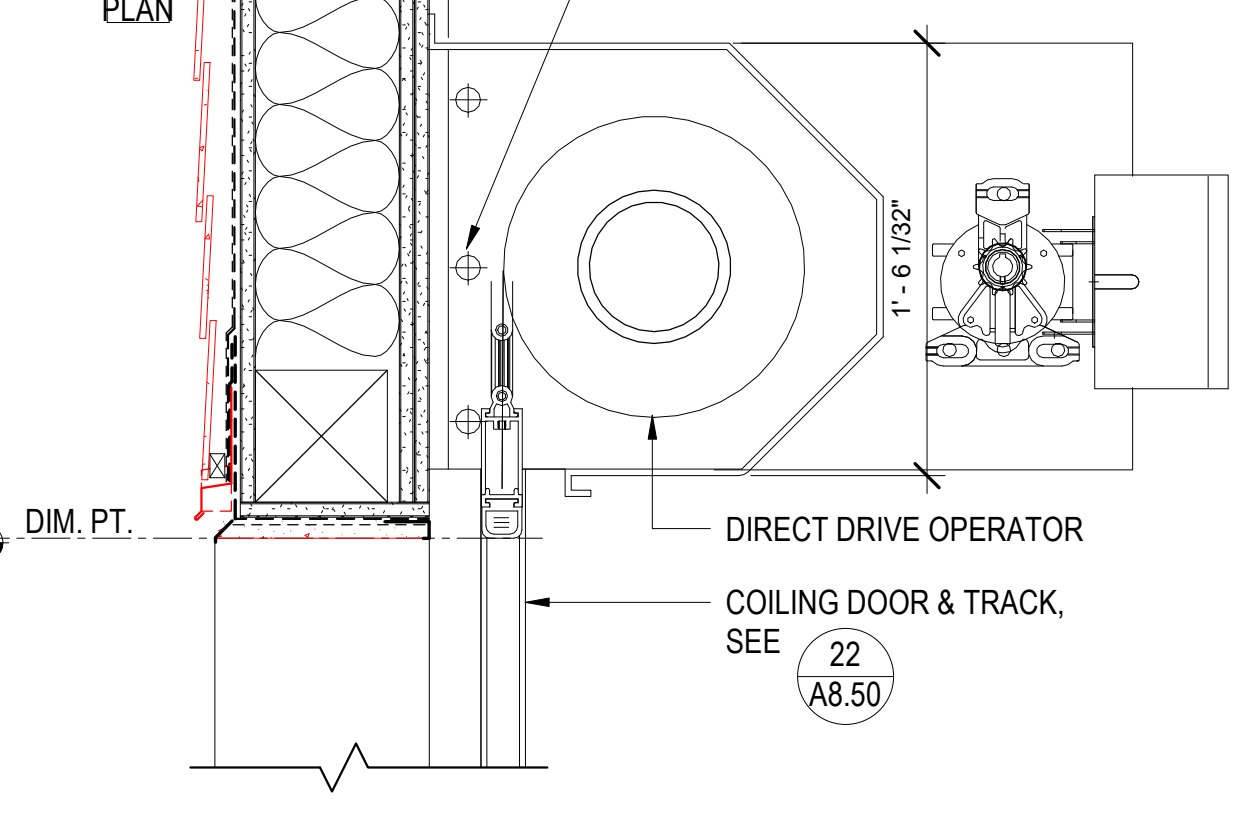 PLAN
1' - 6 1/32"
DIM. PT.
DIRECT DRIVE OPERATOR
COILING DOOR & TRACK,
SEE
22
A8.50